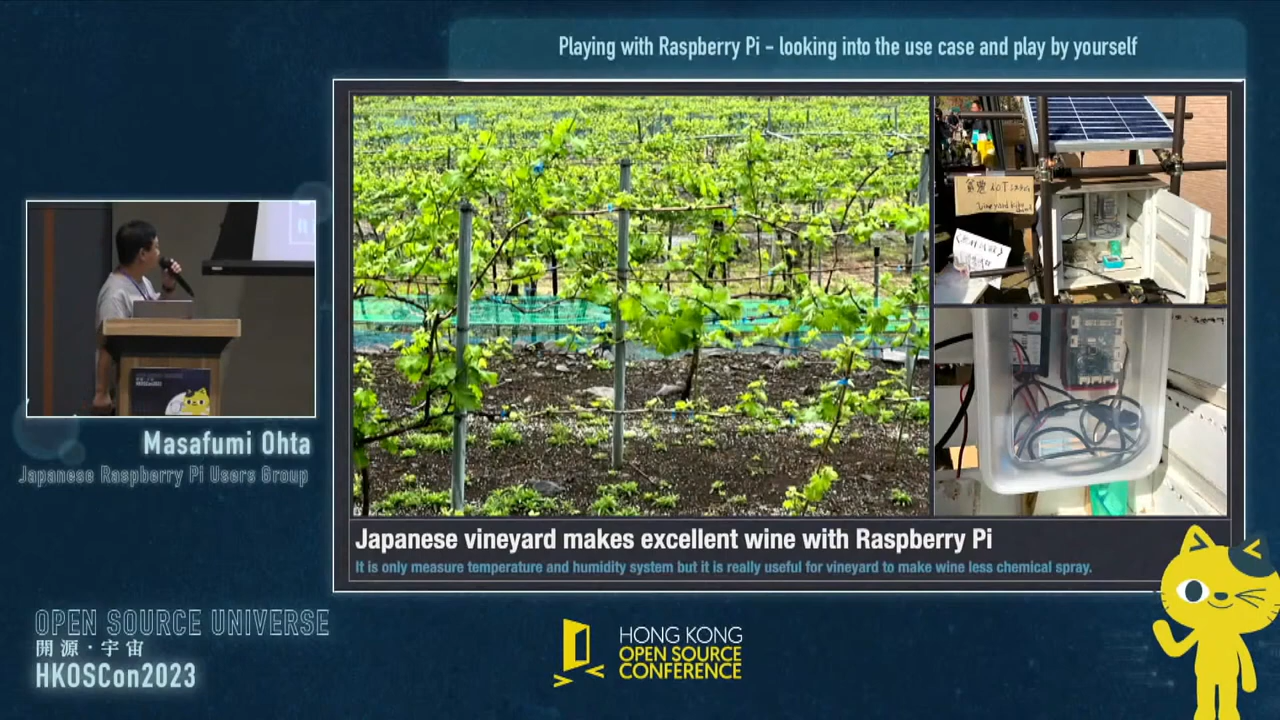 Playing with Raspberry Pi - looking into the use case and play by yourself
Masafumi Ohta
Japanese Raspberry Pi Users Group
Japanese vineyard makes excellent wine with Raspberry Pi
It is only measure temperature and humidity system but it is really useful for vineyard to make wine less chemical spray.
OPEN SOURCE UNIVERSE
開源·宇宙
HKOSCon2023
HONG KONG
OPEN SOURCE
CONFERENCE